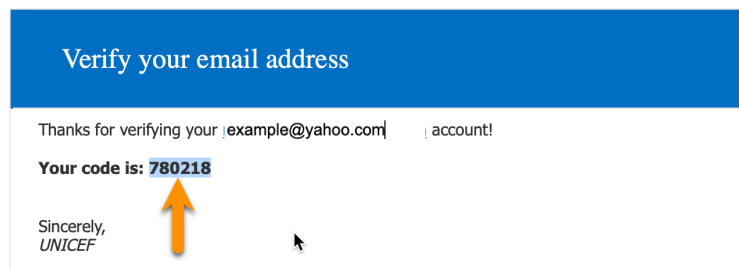 Verify your email address
Thanks for verifying your example@yahoo.com account!
Your code is: 780218
Sincerely,
UNICEF